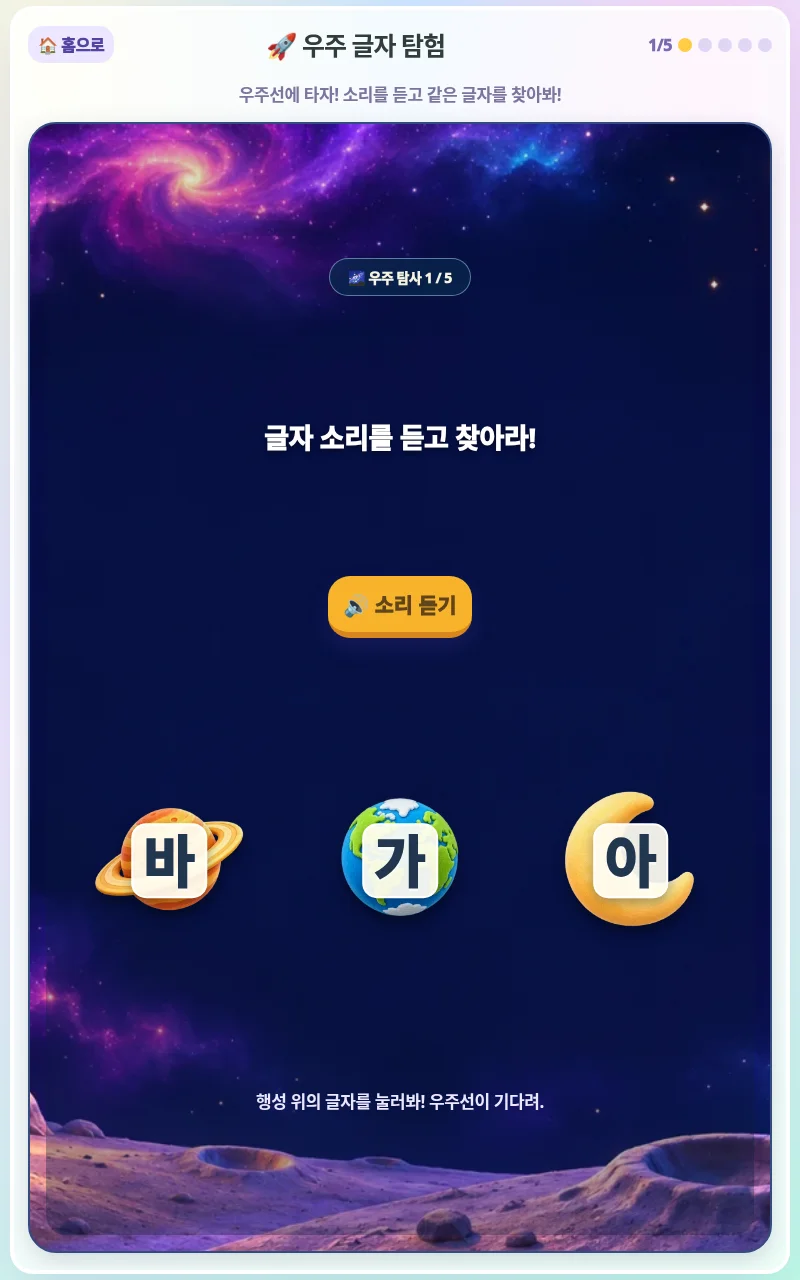 🏠 홈으로
🚀 우주 글자 탐험
1/5
우주선에 타자! 소리를 듣고 같은 글자를 찾아봐!
🌌 우주 탐사 1 / 5
글자 소리를 듣고 찾아라!
🔊 소리 듣기
바 가 아
행성 위의 글자를 눌러봐! 우주선이 기다려.